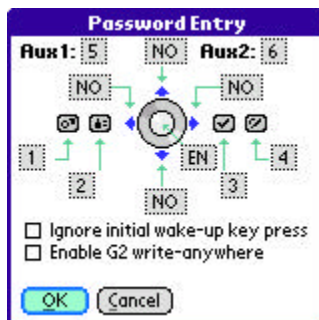 Password Entry
Aux1: 5 NO Aux2: 6
NO NO
1 EN 4
2 3
NO
Ignore initial wake-up key press
Enable G2 write-anywhere
OK Cancel